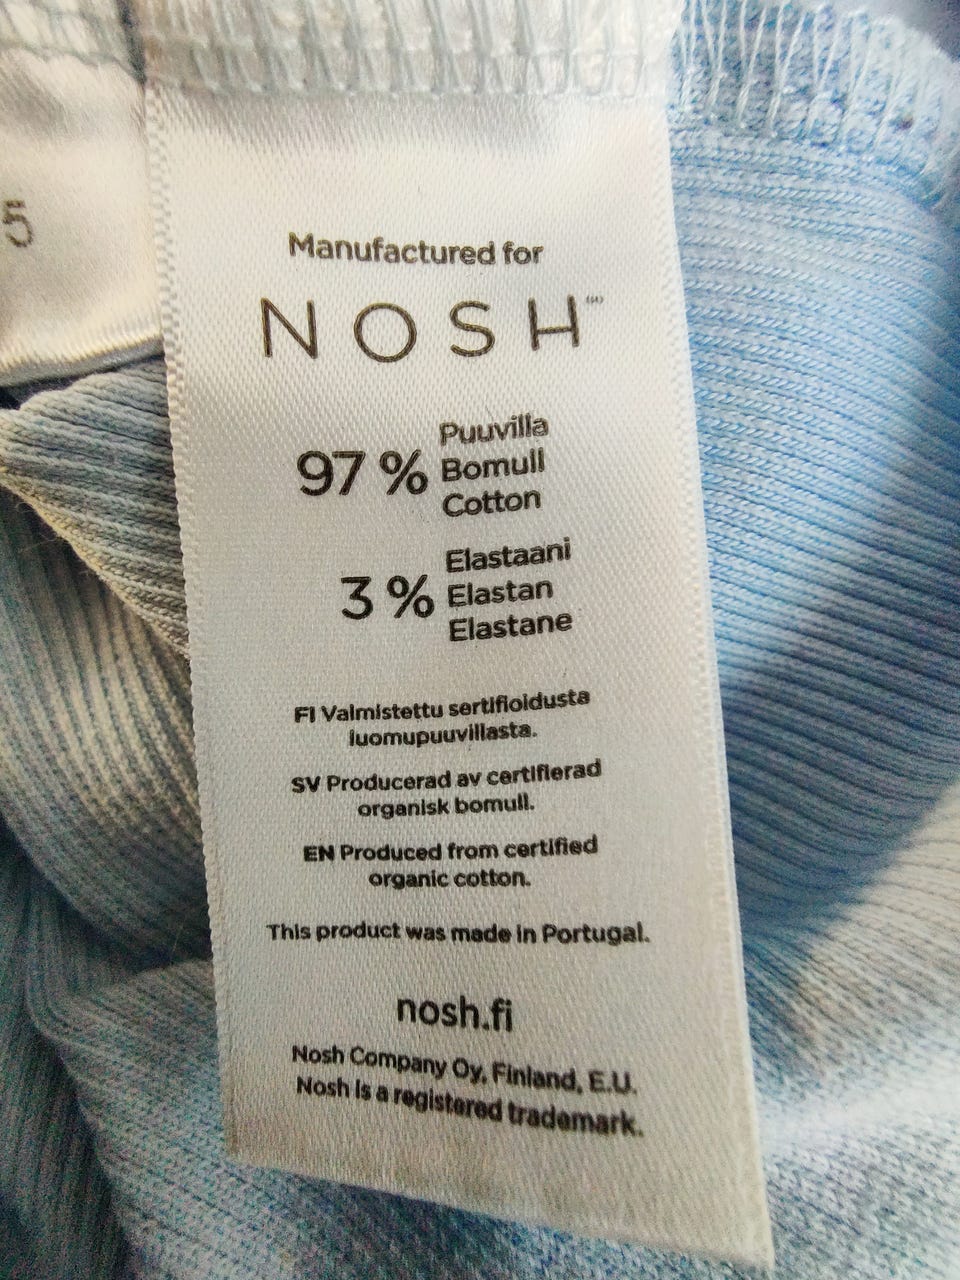 5
Manufactured for
NOSH
97 % Puuvilla
Bomull
Cotton
3 % Elastaani
Elastan
Elastane
FI Valmistettu sertifioidusta
luomupuuvillasta.
SV Producerad av certifierad
organisk bomull.
EN Produced from certified
organic cotton.
This product was made in Portugal.
nosh.fi
Nosh Company Oy, Finland, E.U.
Nosh is a registered trademark.